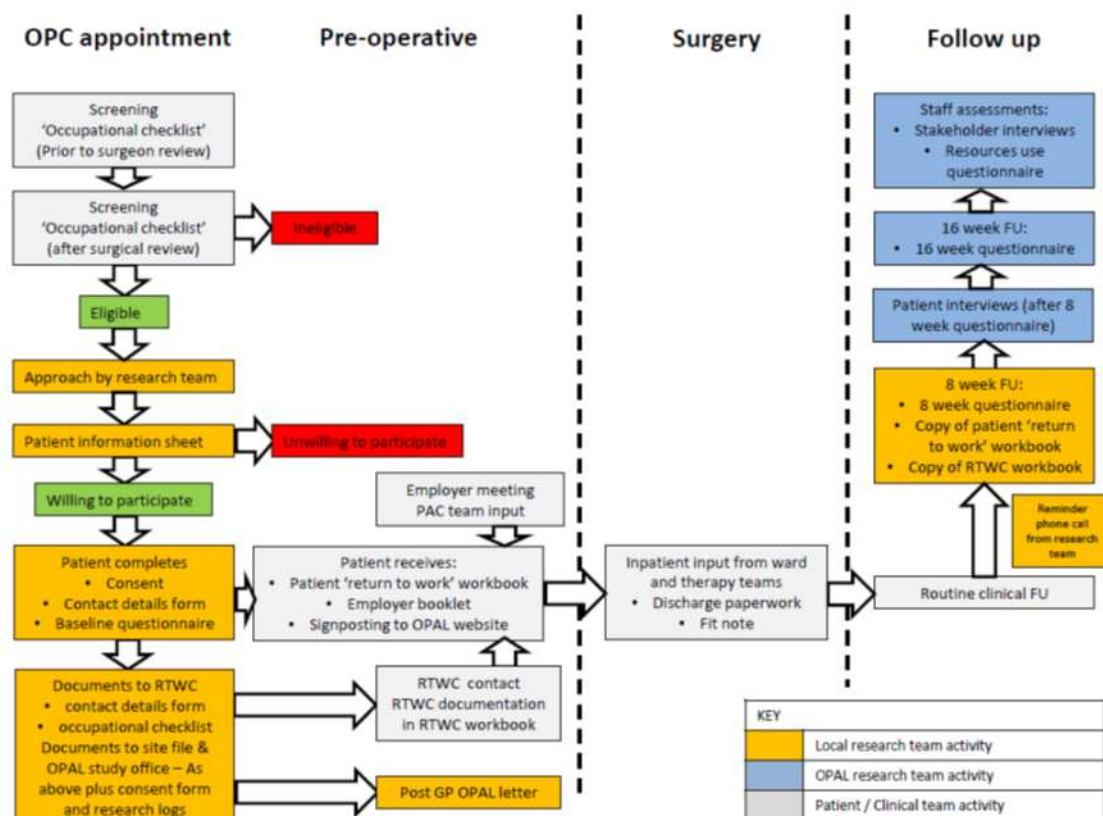 OPC appointment
Pre-operative
Surgery
Follow up
Screening
‘Occupational checklist’
(Prior to surgeon review)
Screening
‘Occupational checklist’
(after surgical review)
Ineligible
Eligible
Approach by research team
Patient information sheet
Unwilling to participate
Willing to participate
Patient completes
• Consent
• Contact details form
• Baseline questionnaire
Documents to RTWC
• contact details form
• occupational checklist
Documents to site file &
OPAL study office – As
above plus consent form
and research logs
Employer meeting
PAC team input
Patient receives:
• Patient ‘return to work’ workbook
• Employer booklet
• Signposting to OPAL website
RTWC contact
RTWC documentation
in RTWC workbook
Post GP OPAL letter
Inpatient input from ward
and therapy teams
• Discharge paperwork
• Fit note
Staff assessments:
• Stakeholder interviews
• Resources use
questionnaire
16 week FU:
• 16 week questionnaire
Patient interviews (after 8
week questionnaire)
8 week FU:
• 8 week questionnaire
• Copy of patient ‘return
to work’ workbook
• Copy of RTWC workbook
Reminder
phone call
from research
team
Routine clinical FU
KEY
Local research team activity
OPAL research team activity
Patient / Clinical team activity